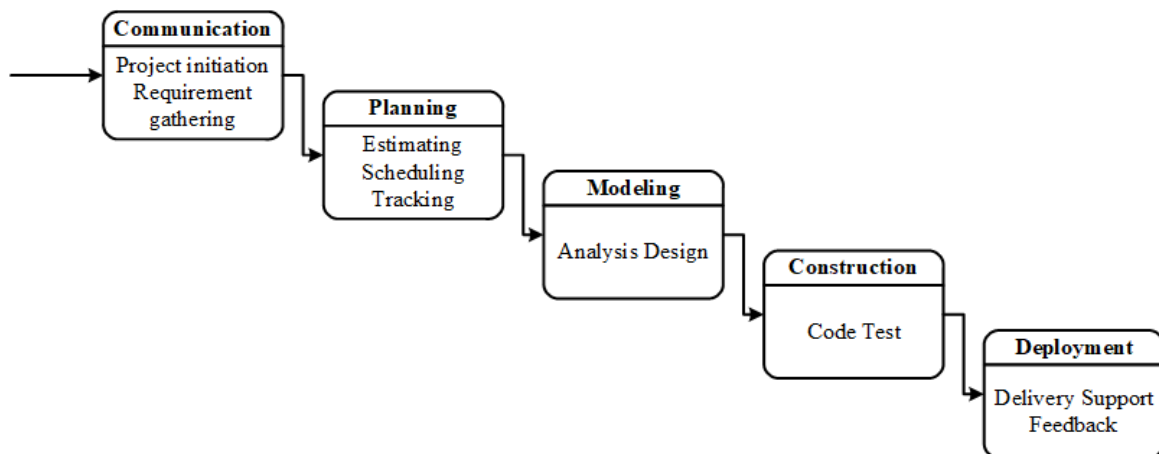 Communication
Project initiation
Requirement
gathering
Planning
Estimating
Scheduling
Tracking
Modeling
Analysis Design
Construction
Code Test
Deployment
Delivery Support
Feedback